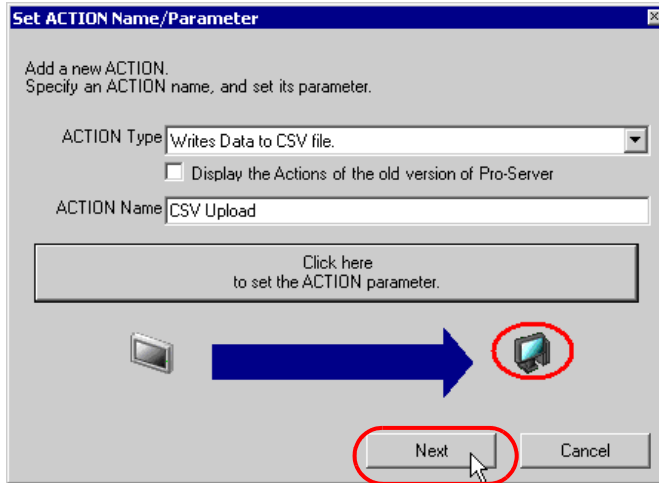 Set ACTION Name/Parameter
Add a new ACTION.
Specify an ACTION name, and set its parameter.
ACTION Type Writes Data to CSV file.
Display the Actions of the old version of Pro-Server
ACTION Name CSV Upload
Click here
to set the ACTION parameter.
Next Cancel